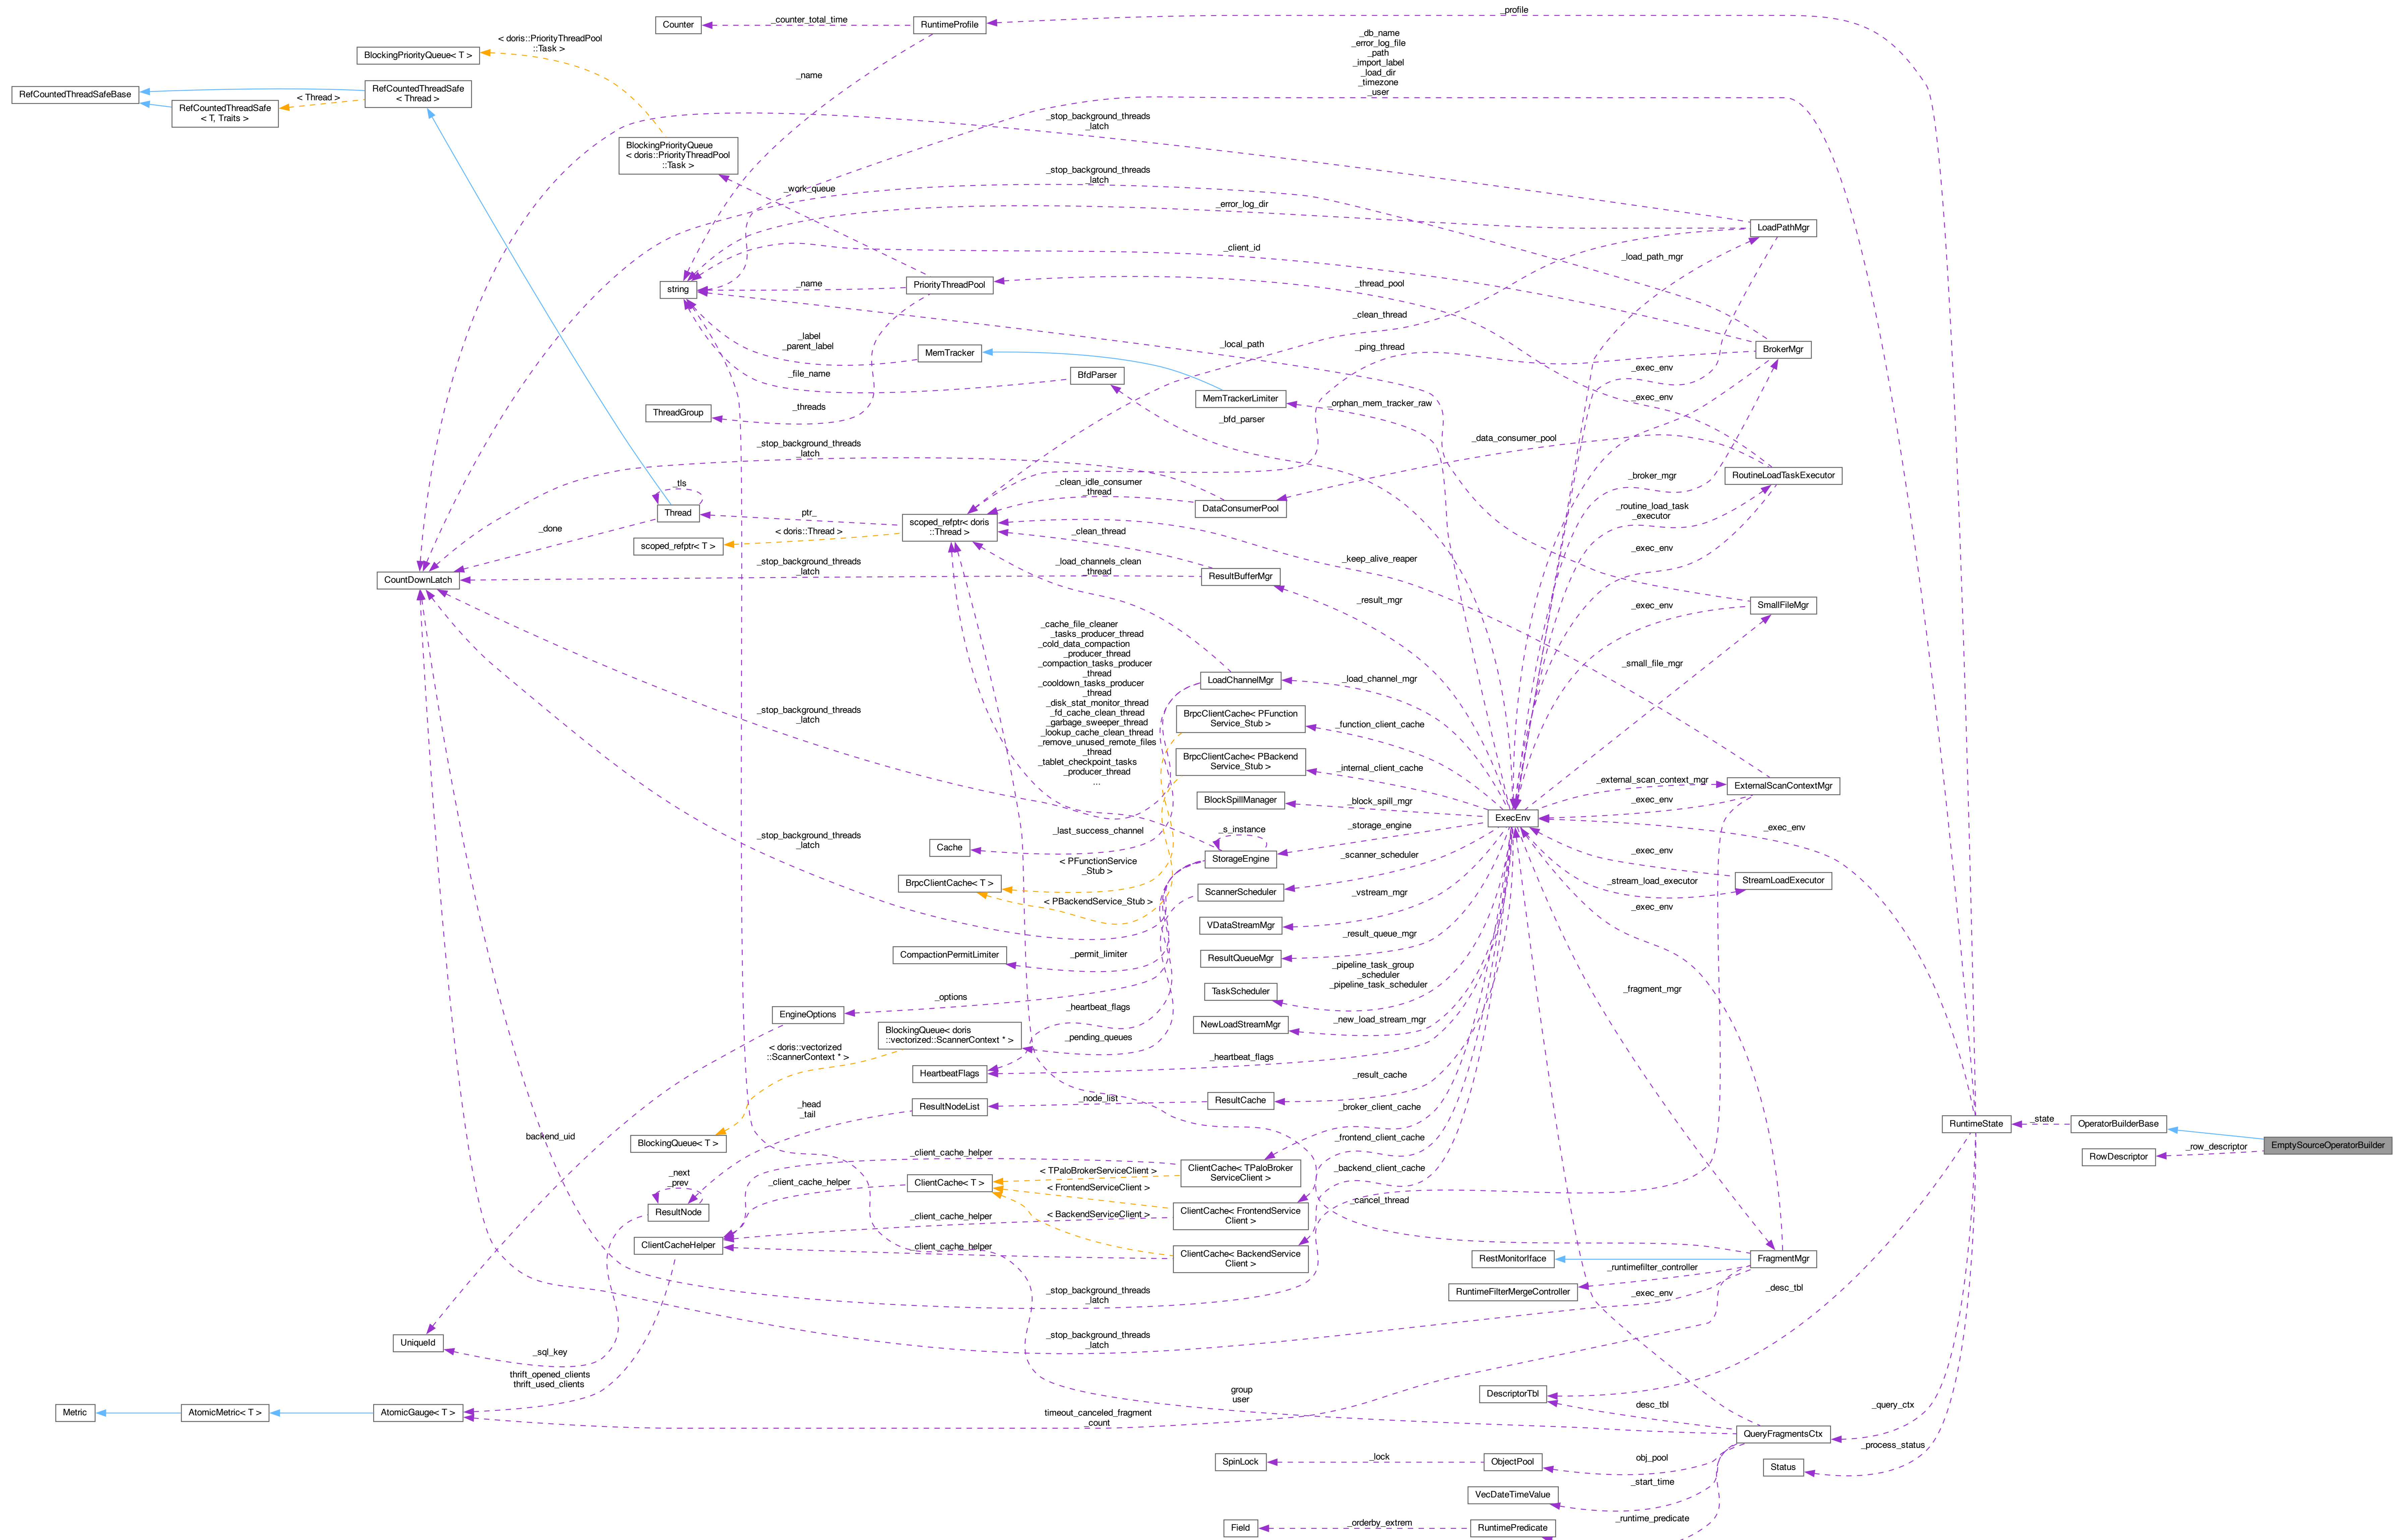 _profile
Counter
_counter_total_time
RuntimeProfile
_db_name
_error_log_file
_path
_import_label
_load_dir
_timezone
_user
< doris::PriorityThreadPool
::Task >
BlockingPriorityQueue< T >
_name
RefCountedThreadSafeBase
RefCountedThreadSafe
< Thread >
< Thread >
RefCountedThreadSafe
< T, Traits >
_stop_background_threads
_latch
BlockingPriorityQueue
< doris::PriorityThreadPool
::Task >
_stop_background_threads
_latch
_work_queue
_error_log_dir
LoadPathMgr
_client_id
_load_path_mgr
string
_name
PriorityThreadPool
_thread_pool
_clean_thread
_label
_parent_label
MemTracker
_local_path
_ping_thread
BrokerMgr
_file_name
BfdParser
_exec_env
MemTrackerLimiter
_orphan_mem_tracker_raw
_exec_env
ThreadGroup
_threads
_bfd_parser
_data_consumer_pool
_stop_background_threads
_latch
_broker_mgr
RoutineLoadTaskExecutor
_tls
_clean_idle_consumer
_thread
Thread
ptr_
DataConsumerPool
_routine_load_task
_executor
_done
scoped_refptr< doris
::Thread >
< doris::Thread >
scoped_refptr< T >
_clean_thread
_keep_alive_reaper
_exec_env
CountDownLatch
_stop_background_threads
_latch
_load_channels_clean
_thread
ResultBufferMgr
_result_mgr
_exec_env
SmallFileMgr
_cache_file_cleaner
_tasks_producer_thread
_cold_data_compaction
_producer_thread
_compaction_tasks_producer
_thread
_cooldown_tasks_producer
_thread
_disk_stat_monitor_thread
_fd_cache_clean_thread
_garbage_sweeper_thread
_lookup_cache_clean_thread
_remove_unused_remote_files
_thread
_tablet_checkpoint_tasks
_producer_thread
...
_small_file_mgr
LoadChannelMgr
_load_channel_mgr
_stop_background_threads
_latch
BrpcClientCache< PFunction
Service_Stub >
_function_client_cache
BrpcClientCache< PBackend
Service_Stub >
_internal_client_cache
_external_scan_context_mgr
ExternalScanContextMgr
BlockSpillManager
_block_spill_mgr
_exec_env
ExecEnv
_stop_background_threads
_latch
_last_success_channel
_s_instance
_storage_engine
_exec_env
Cache
StorageEngine
_scanner_scheduler
_exec_env
< PFunctionService
_Stub >
BrpcClientCache< T >
ScannerScheduler
_vstream_mgr
_stream_load_executor
StreamLoadExecutor
< PBackendService_Stub >
_exec_env
VDataStreamMgr
_result_queue_mgr
CompactionPermitLimiter
_permit_limiter
ResultQueueMgr
_pipeline_task_group
_scheduler
_pipeline_task_scheduler
_fragment_mgr
TaskScheduler
_options
EngineOptions
_heartbeat_flags
NewLoadStreamMgr
_new_load_stream_mgr
BlockingQueue< doris
::vectorized::ScannerContext * >
_pending_queues
< doris::vectorized
::ScannerContext * >
_heartbeat_flags
HeartbeatFlags
_result_cache
_head
_tail
ResultNodeList
_node_list
ResultCache
_broker_client_cache
backend_uid
BlockingQueue< T >
_frontend_client_cache
RuntimeState
_state
OperatorBuilderBase
EmptySourceOperatorBuilder
_row_descriptor
RowDescriptor
_client_cache_helper
_next
_prev
< TPaloBrokerServiceClient >
ClientCache< TPaloBroker
ServiceClient >
_backend_client_cache
_client_cache_helper
ClientCache< T >
< FrontendServiceClient >
_cancel_thread
ResultNode
_client_cache_helper
< BackendServiceClient >
ClientCache< FrontendService
Client >
ClientCacheHelper
_client_cache_helper
ClientCache< BackendService
Client >
RestMonitorIface
FragmentMgr
_runtimefilter_controller
_stop_background_threads
_latch
RuntimeFilterMergeController
_exec_env
_desc_tbl
UniqueId
_sql_key
_stop_background_threads
_latch
thrift_opened_clients
thrift_used_clients
group
user
DescriptorTbl
desc_tbl
_query_ctx
Metric
AtomicMetric< T >
AtomicGauge< T >
timeout_canceled_fragment
_count
QueryFragmentsCtx
_process_status
SpinLock
_lock
ObjectPool
obj_pool
Status
_start_time
VecDateTimeValue
_runtime_predicate
Field
_orderby_extrem
RuntimePredicate